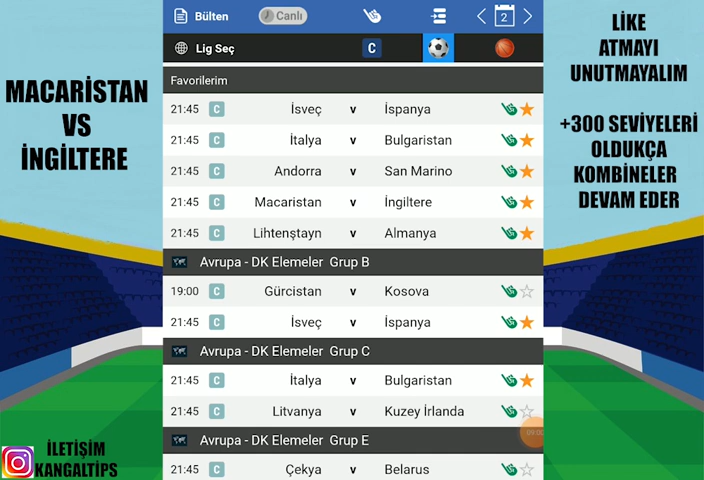 MACARİSTAN
VS
İNGİLTERE
İLETİŞİM
KANGALTİPS
Bülten
Canlı
2
Lig Seç
C
Favorilerim
21:45 C İsveç v İspanya
21:45 C İtalya v Bulgaristan
21:45 C Andorra v San Marino
21:45 C Macaristan v İngiltere
21:45 C Lihtenştayn v Almanya
Avrupa - DK Elemeler Grup B
19:00 C Gürcistan v Kosova
21:45 C İsveç v İspanya
Avrupa - DK Elemeler Grup C
21:45 C İtalya v Bulgaristan
21:45 C Litvanya v Kuzey İrlanda
09:00
Avrupa - DK Elemeler Grup E
21:45 C Çekya v Belarus
LİKE
ATMAYI
UNUTMAYALIM
+300 SEVİYELERİ
OLDUKÇA
KOMBİNELER
DEVAM EDER